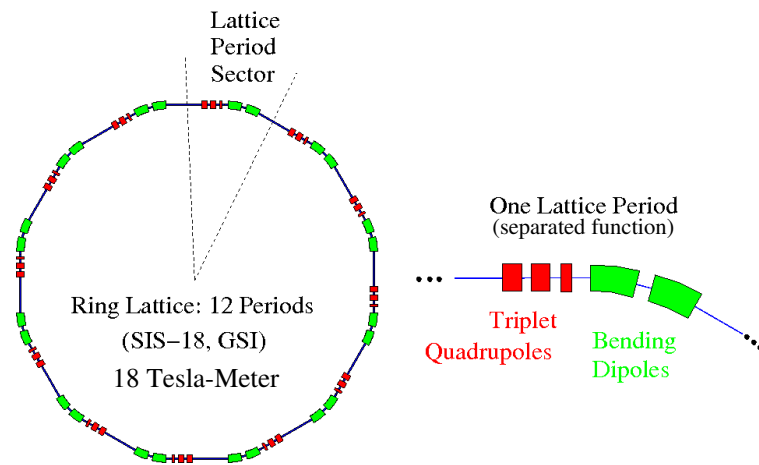 Lattice
Period
Sector
Ring Lattice: 12 Periods
(SIS−18, GSI)
18 Tesla-Meter
One Lattice Period
(separated function)
Triplet
Quadrupoles
Bending
Dipoles